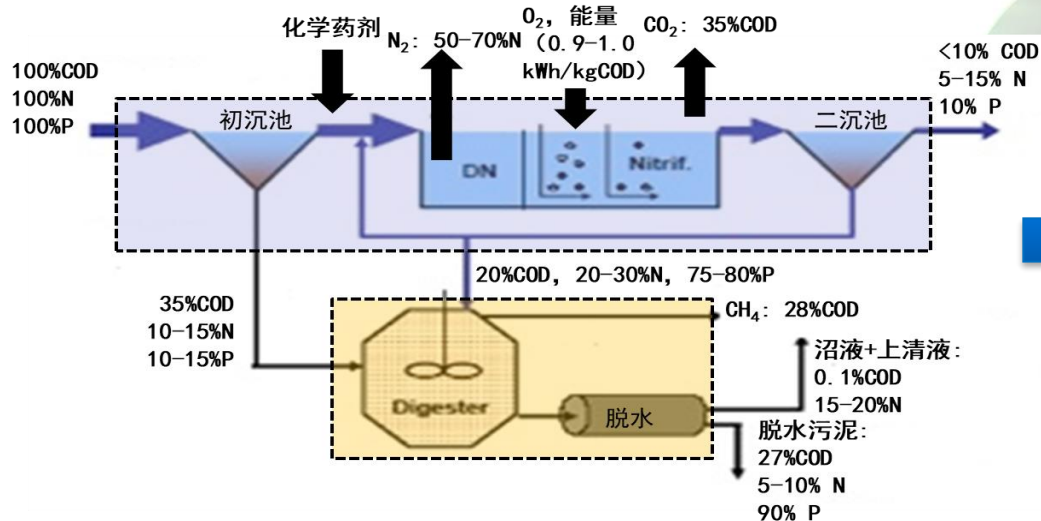 100%COD
100%N
100%P
初沉池
化学药剂
N₂: 50-70%N
O₂, 能量
(0.9-1.0
kWh/kgCOD)
CO₂: 35%COD
二沉池
<10% COD
5-15% N
10% P
DN
Nitrif.
20%COD, 20-30%N, 75-80%P
35%COD
10-15%N
10-15%P
Digester
CH₄: 28%COD
脱水
沼液+上清液:
0.1%COD
15-20%N
脱水污泥:
27%COD
5-10% N
90% P